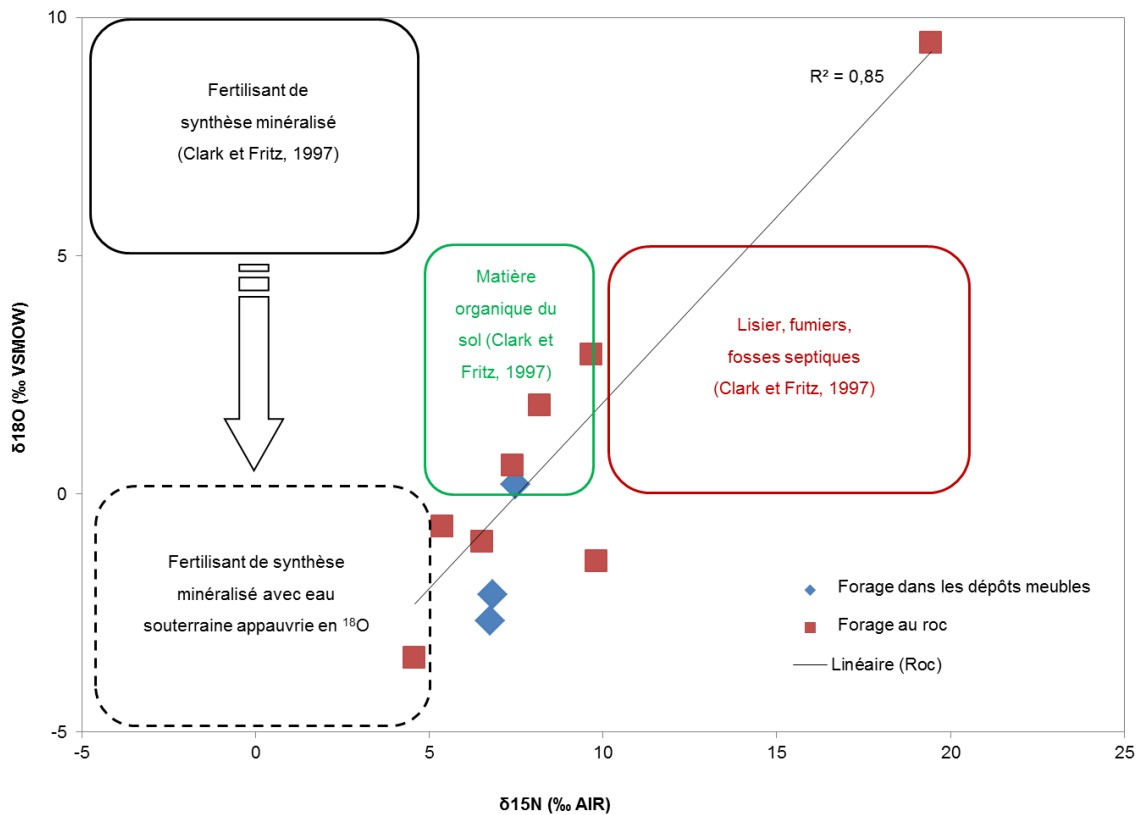 10
R² = 0,85
Fertilisant de
synthèse minéralisé
(Clark et Fritz, 1997)
5
Matière
organique du
sol (Clark et
Fritz, 1997)
Lisier, fumiers,
fosses septiques
(Clark et Fritz, 1997)
δ18O (‰ VSMOW)
0
Fertilisant de synthèse
minéralisé avec eau
souterraine appauvrie en ¹⁸O
Forage dans les dépôts meubles
Forage au roc
Linéaire (Roc)
-5
-5 0 5 10 15 20 25
δ15N (‰ AIR)